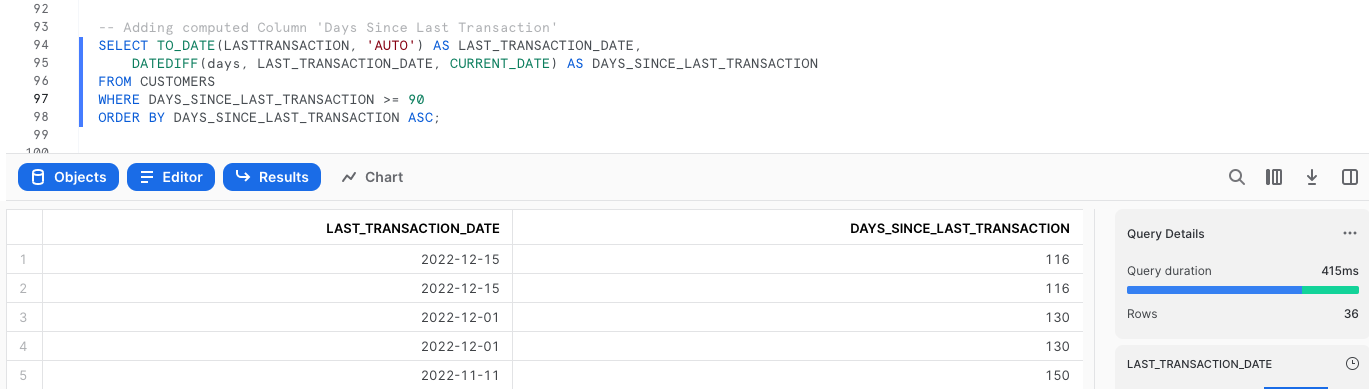 92
93 -- Adding computed Column 'Days Since Last Transaction'
94 SELECT TO_DATE(LASTTRANSACTION, 'AUTO') AS LAST_TRANSACTION_DATE,
95 DATEDIFF(days, LAST_TRANSACTION_DATE, CURRENT_DATE) AS DAYS_SINCE_LAST_TRANSACTION
96 FROM CUSTOMERS
97 WHERE DAYS_SINCE_LAST_TRANSACTION >= 90
98 ORDER BY DAYS_SINCE_LAST_TRANSACTION ASC;
99
100
Objects Editor Results Chart
LAST_TRANSACTION_DATE DAYS_SINCE_LAST_TRANSACTION
1 2022-12-15 116
2 2022-12-15 116
3 2022-12-01 130
4 2022-12-01 130
5 2022-11-11 150
Query Details ...
Query duration 415ms
Rows 36
LAST_TRANSACTION_DATE